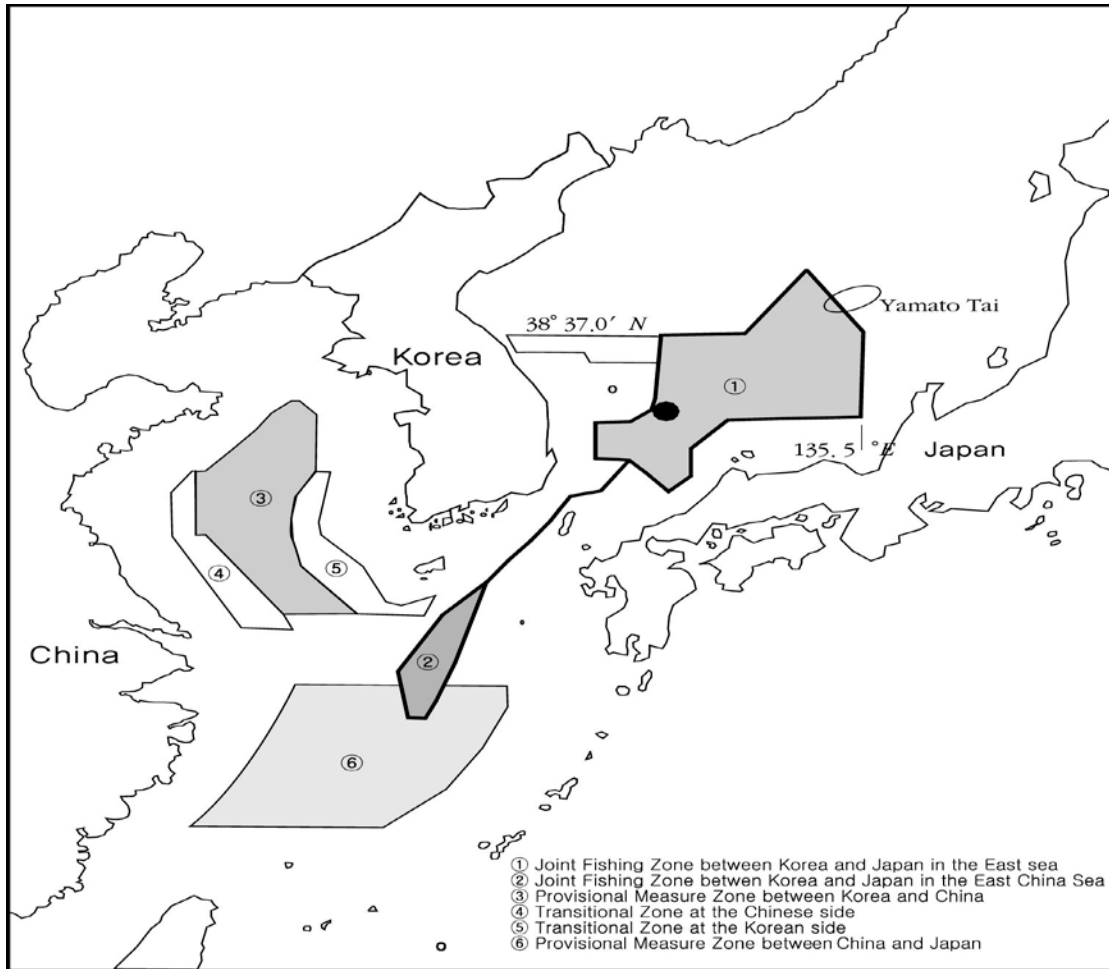 Yamato Tai
38° 37.0′ N
Korea
①
135.5 °E
Japan
③
④
⑤
China
②
⑥
① Joint Fishing Zone between Korea and Japan in the East sea
② Joint Fishing Zone betwen Korea and Japan in the East China Sea
③ Provisional Measure Zone between Korea and China
④ Transitional Zone at the Chinese side
⑤ Transitional Zone at the Korean side
⑥ Provisional Measure Zone between China and Japan